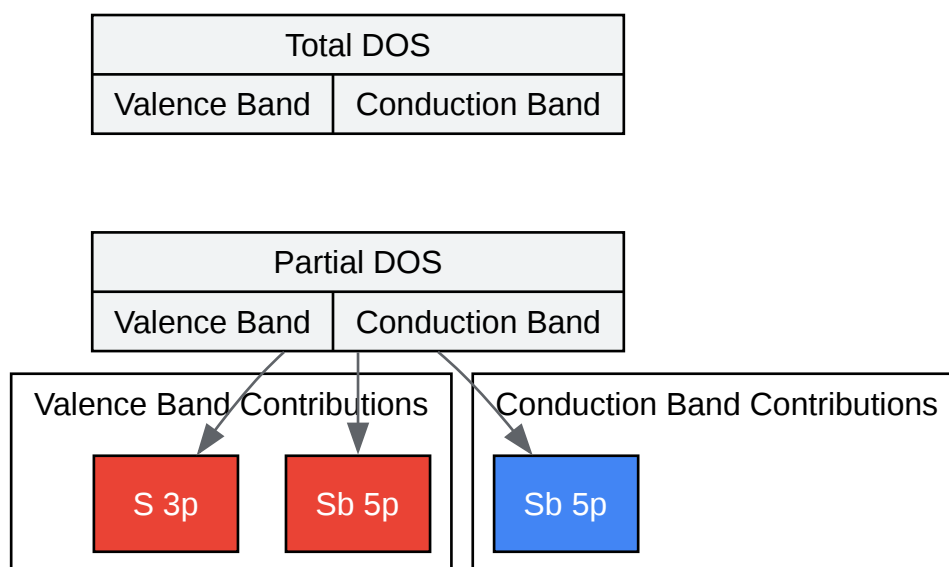 Total DOS
Valence Band Conduction Band
Partial DOS
Valence Band Conduction Band
Valence Band Contributions Conduction Band Contributions
S 3p Sb 5p Sb 5p